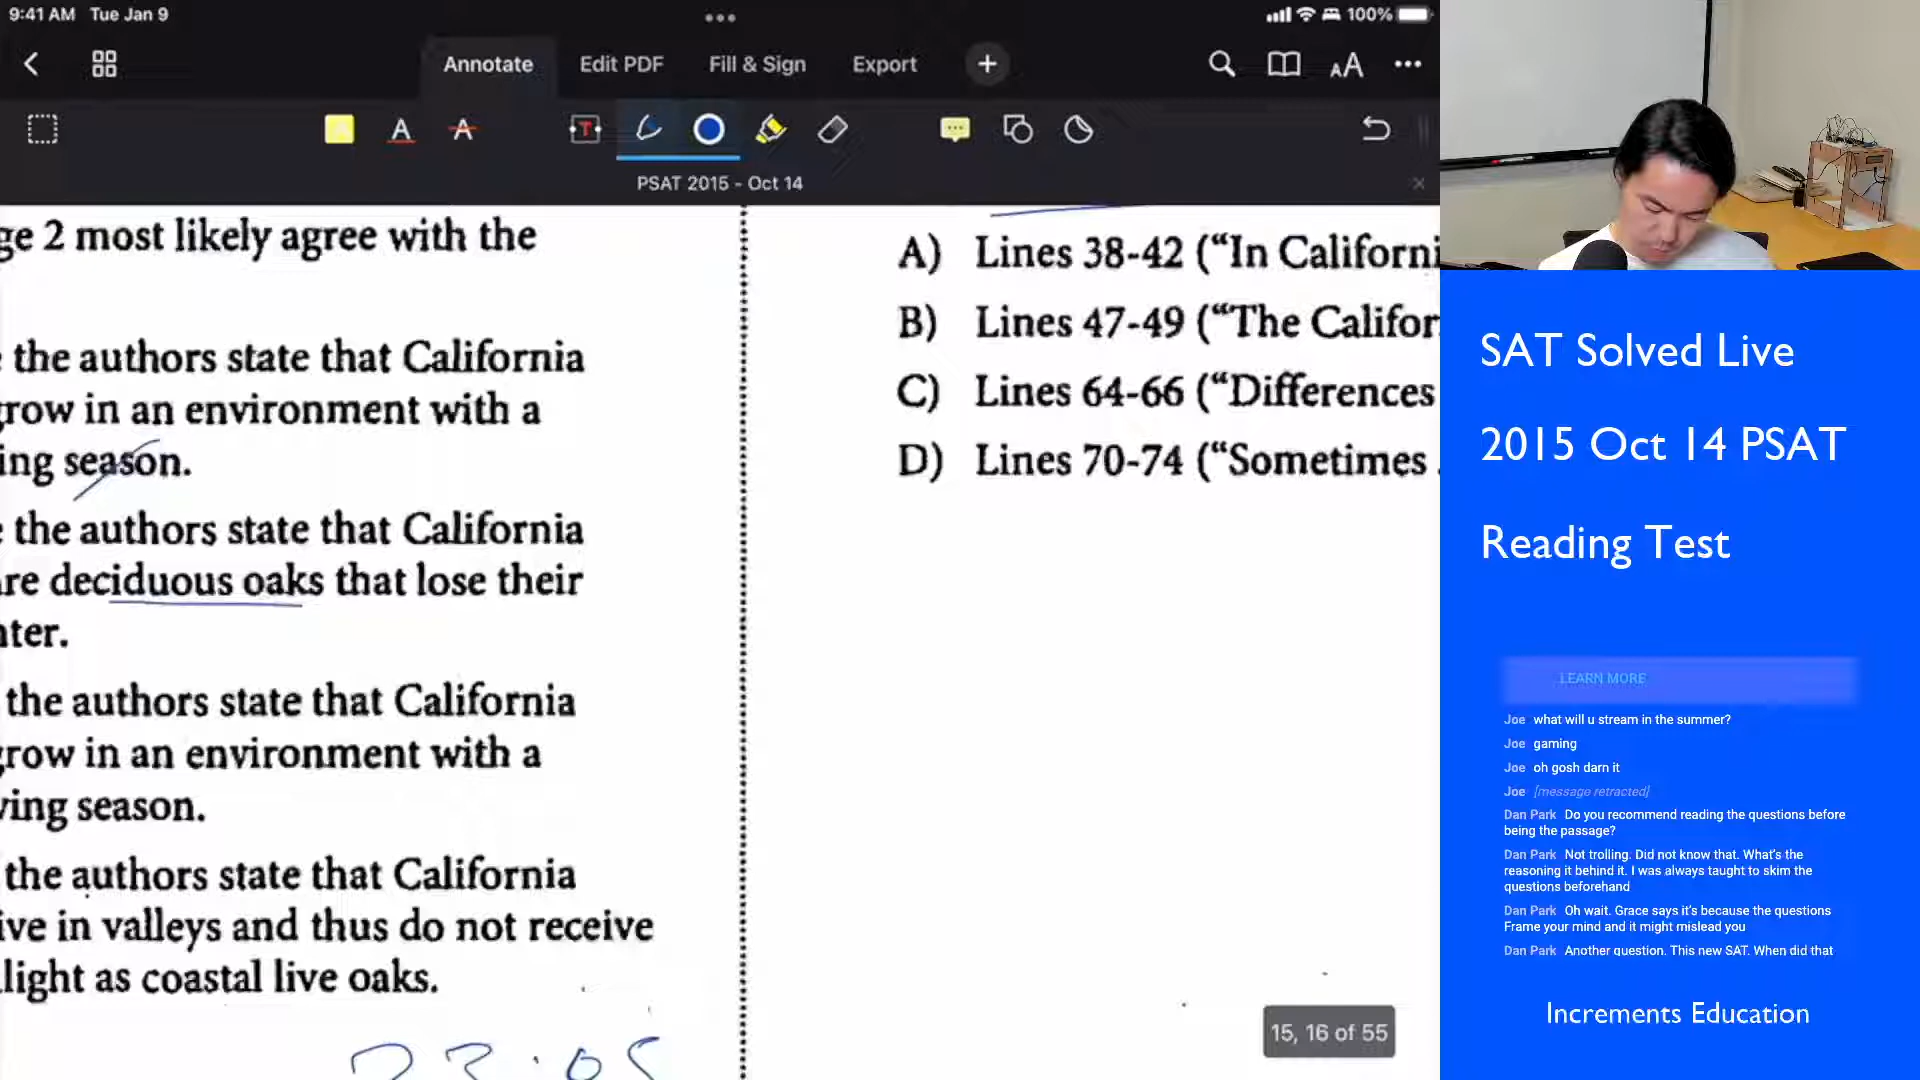 9:41 AM Tue Jan 9
100%
Annotate
Edit PDF
Fill & Sign
Export
PSAT 2015 - Oct 14
ge 2 most likely agree with the
the authors state that California
grow in an environment with a
ing season.
the authors state that California
are deciduous oaks that lose their
nter.
the authors state that California
grow in an environment with a
ving season.
the authors state that California
ive in valleys and thus do not receive
light as coastal live oaks.
A) Lines 38-42 (“In Californi
B) Lines 47-49 (“The Califor
C) Lines 64-66 (“Differences
D) Lines 70-74 (“Sometimes
15, 16 of 55
SAT Solved Live
2015 Oct 14 PSAT
Reading Test
LEARN MORE
Joe what will u stream in the summer?
Joe gaming
Joe oh gosh darn it
Joe [message retracted]
Dan Park Do you recommend reading the questions before
being the passage?
Dan Park Not trolling. Did not know that. What's the
reasoning it behind it. I was always taught to skim the
questions beforehand
Dan Park Oh wait. Grace says it's because the questions
Frame your mind and it might mislead you
Dan Park Another question. This new SAT. When did that
Increments Education